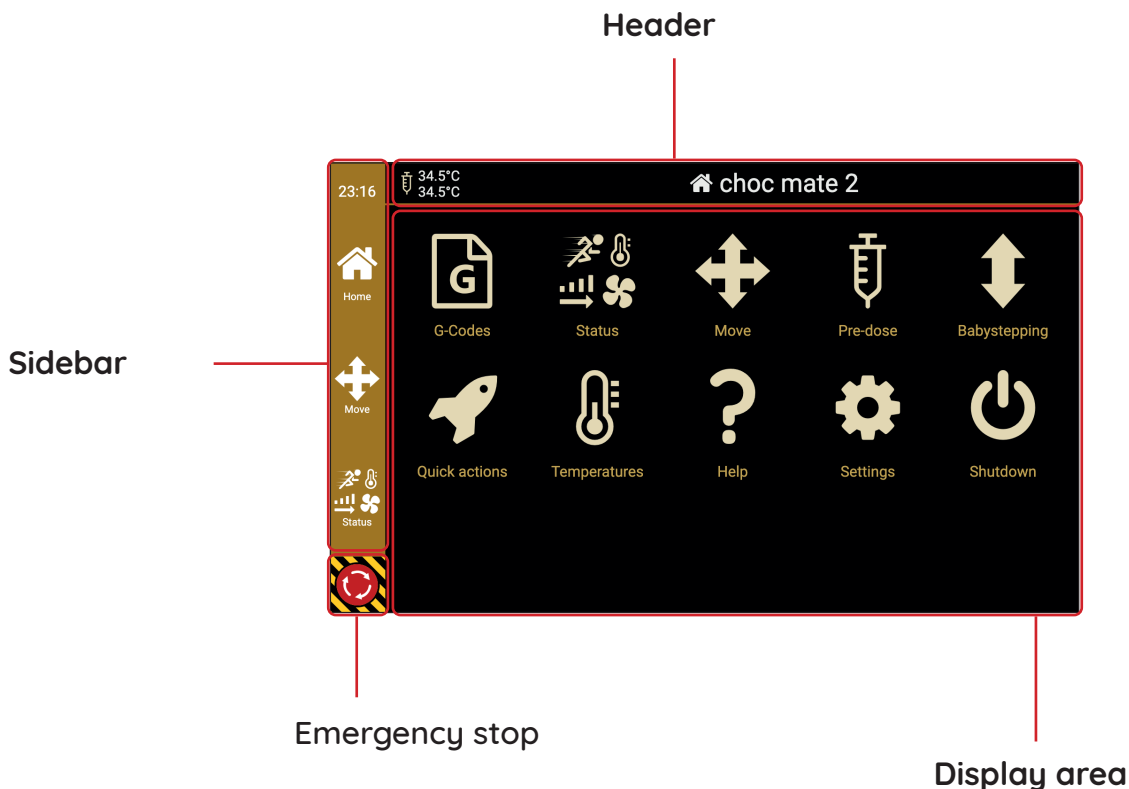 Header
23:16
34.5°C
34.5°C
choc mate 2
Home
G
G-Codes
Status
Move
Pre-dose
Babystepping
Sidebar
Move
Quick actions
Temperatures
Help
Settings
Shutdown
Status
Emergency stop
Display area